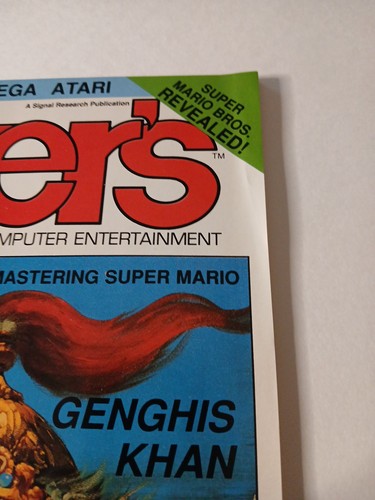 EGA ATARI
A Signal Research Publication
SUPER
MARIO BROS.
REVEALED!
er's
TM
MPUTER ENTERTAINMENT
MASTERING SUPER MARIO
GENGHIS
KHAN